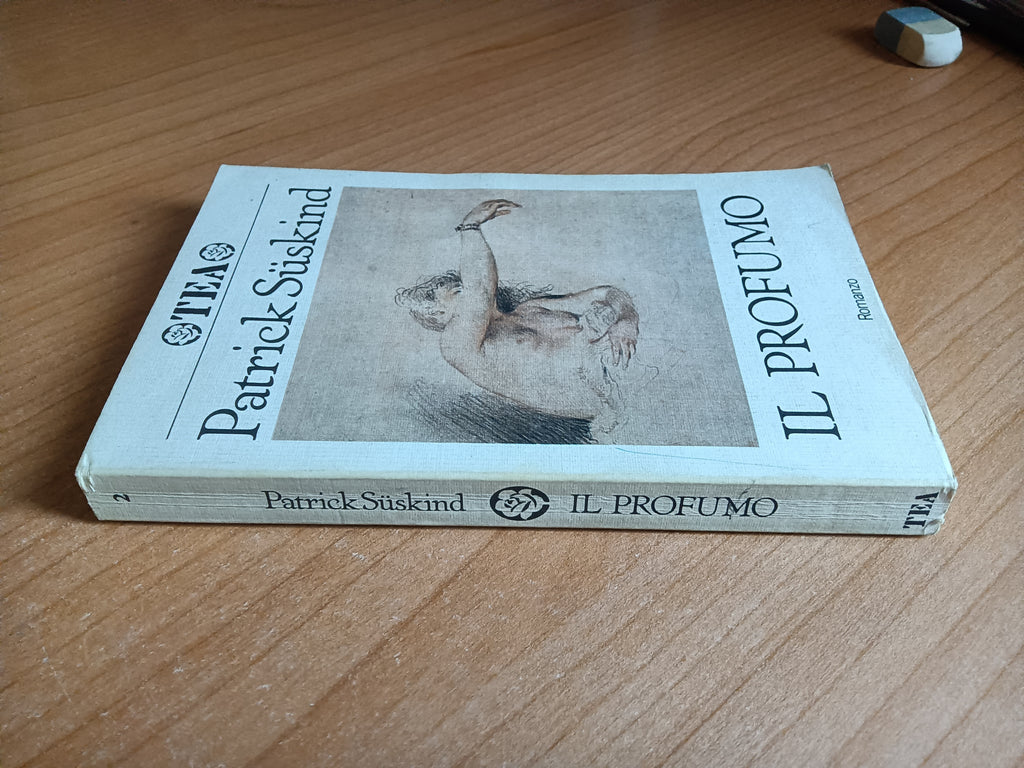 TEA
Patrick Süskind
IL PROFUMO
Romanzo
2
Patrick Süskind
IL PROFUMO
TEA